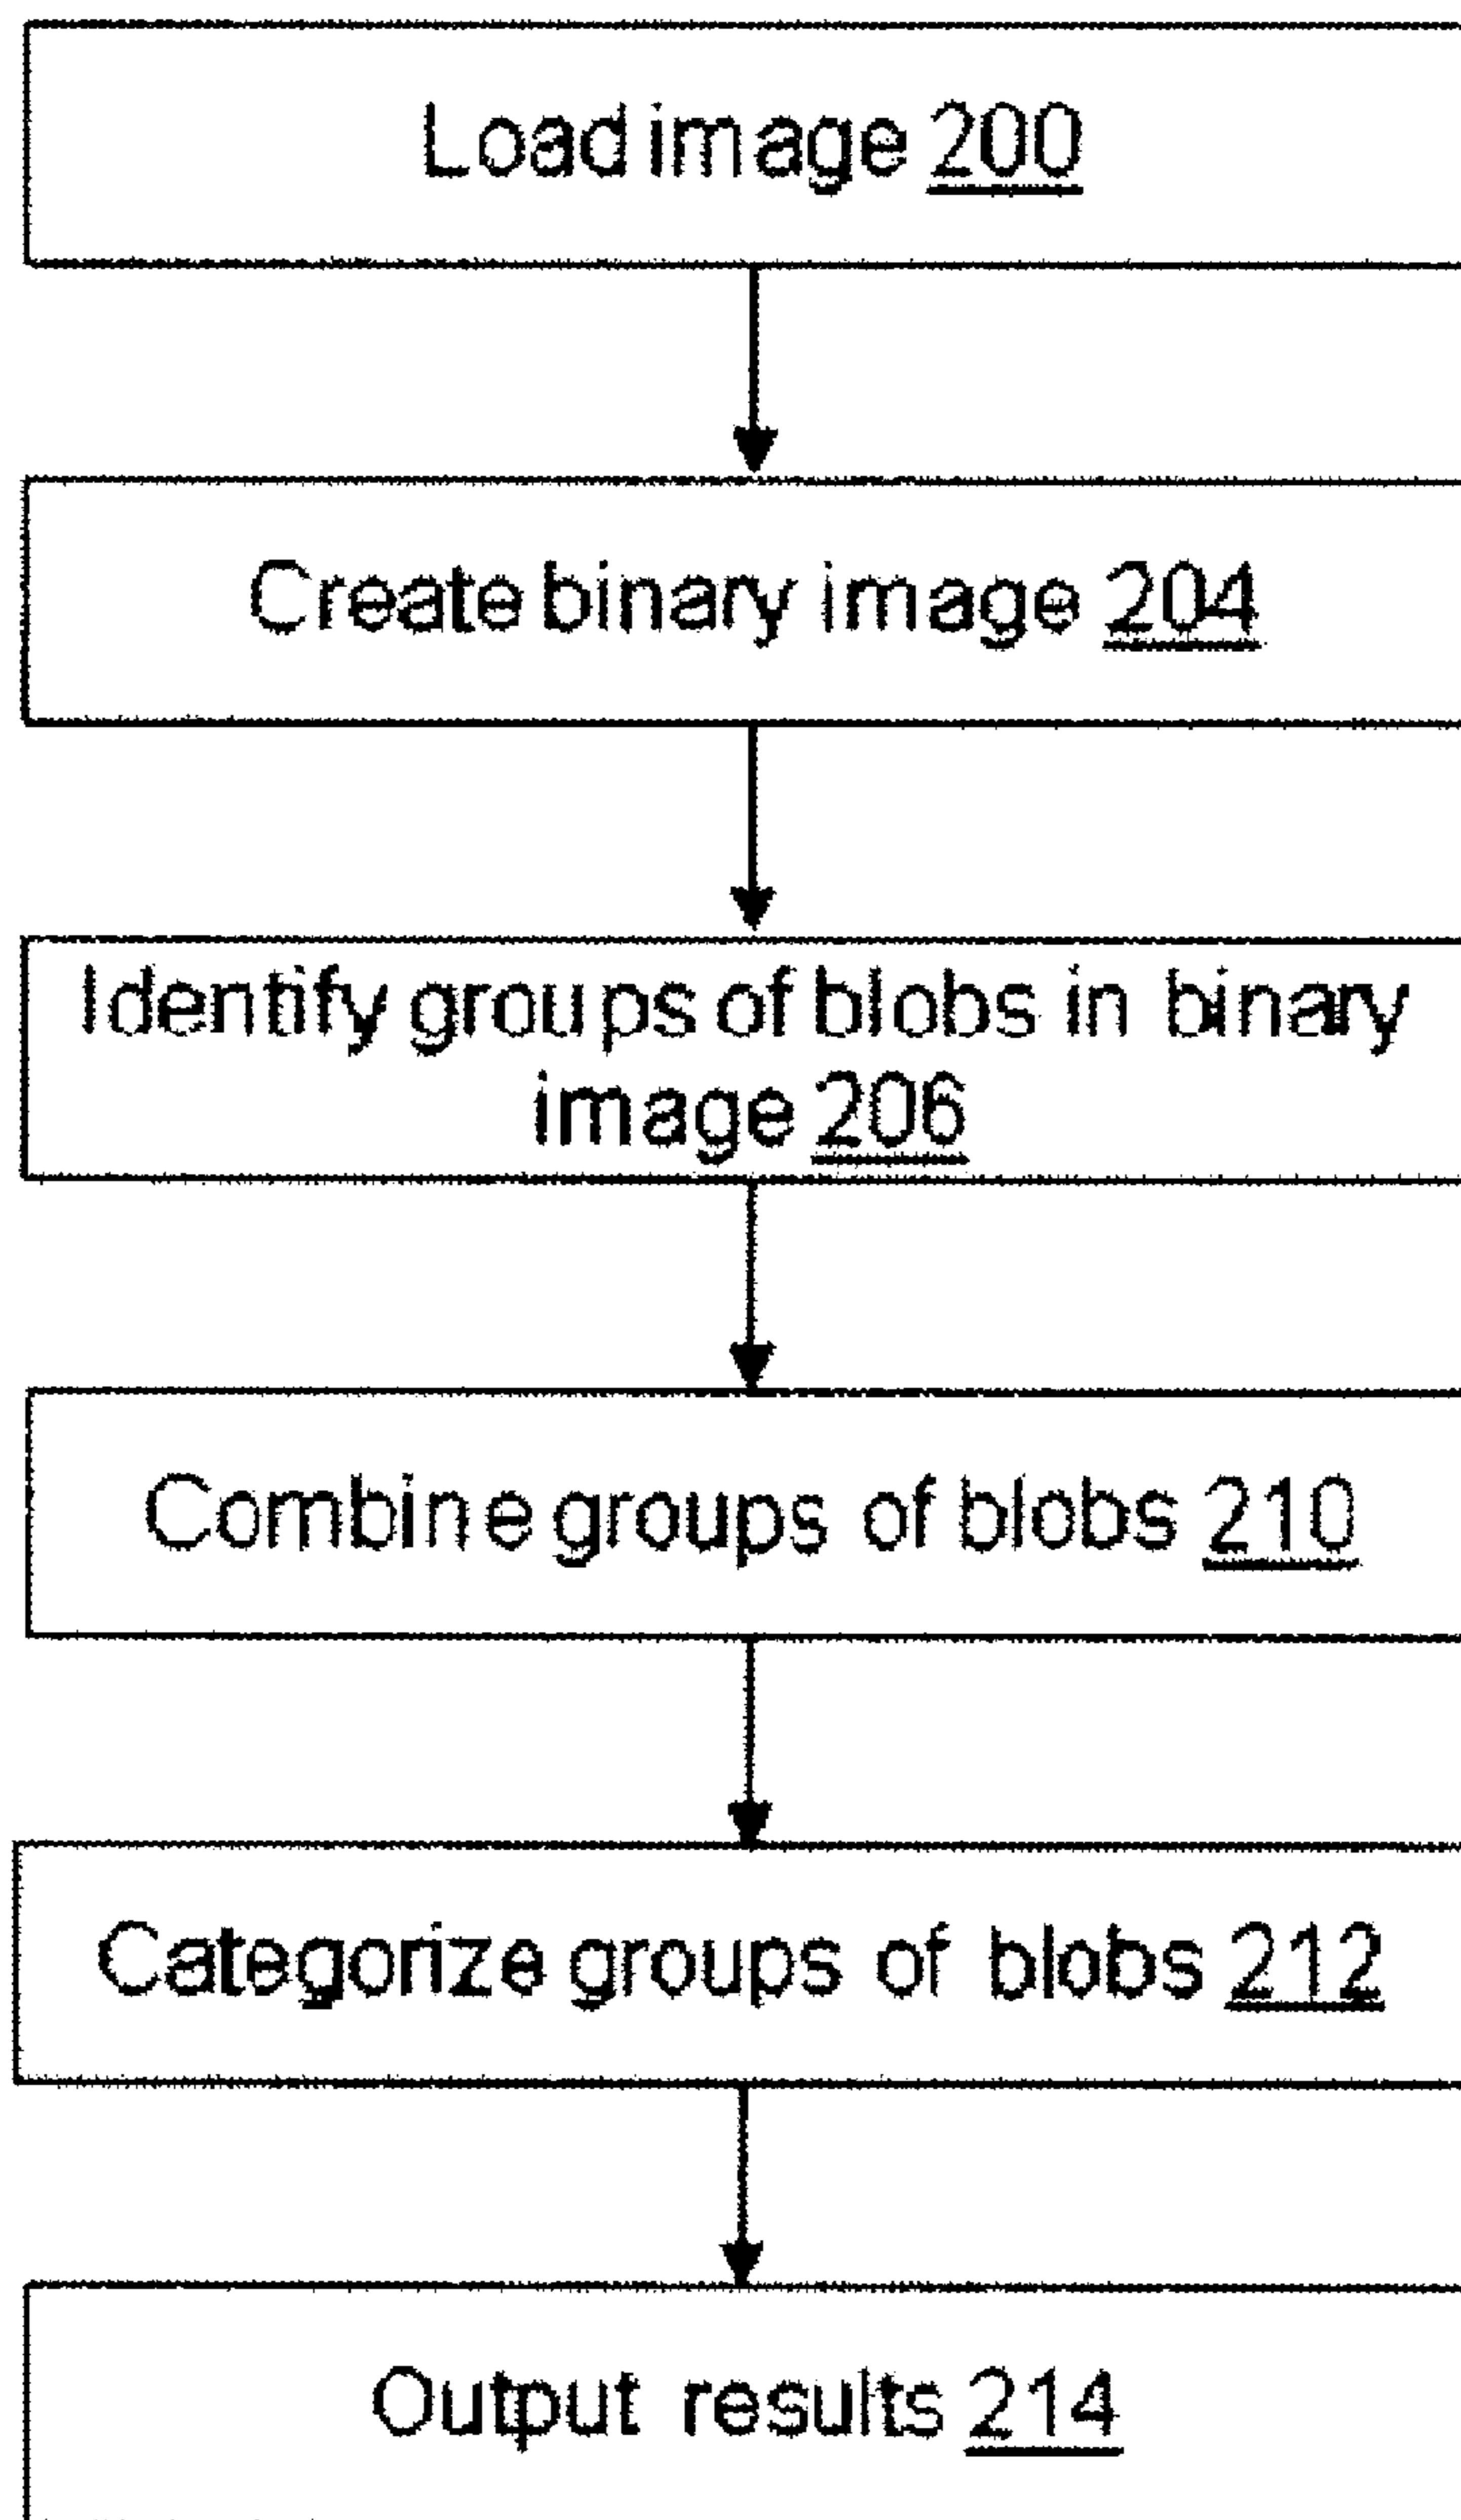 Load image 200
Create binary image 204
Identify groups of blobs in binary
image 206
Combine groups of blobs 210
Categorize groups of blobs 212
Output results 214